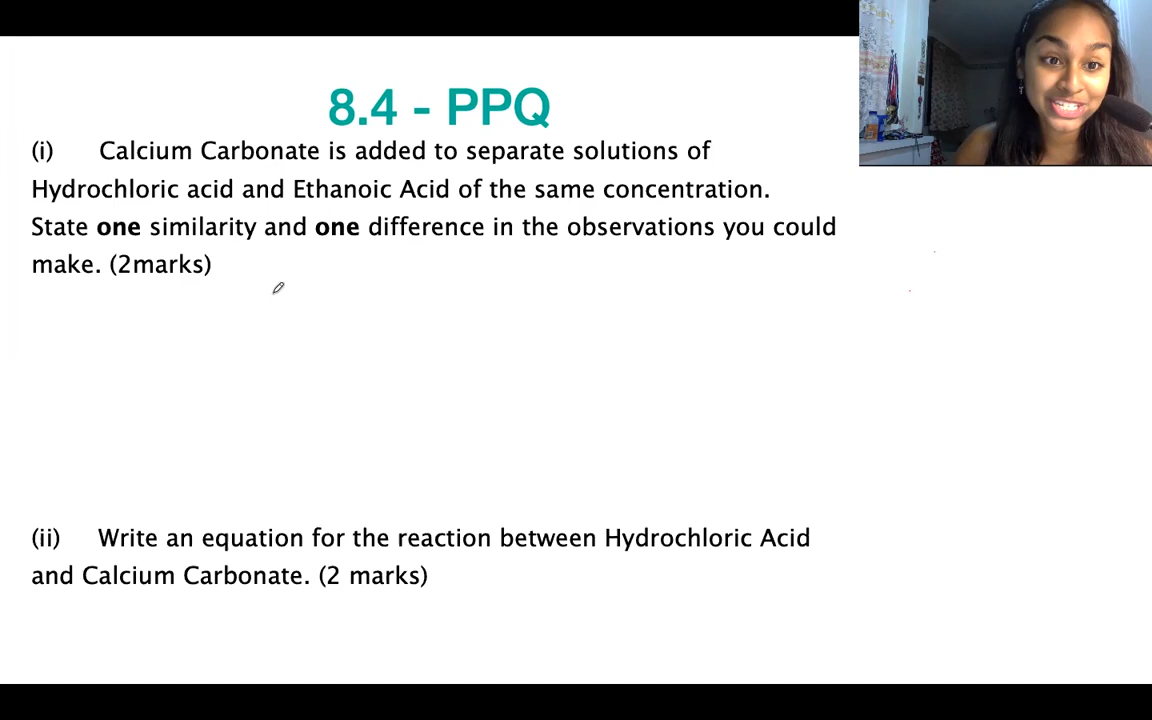 8.4 - PPQ
(i) Calcium Carbonate is added to separate solutions of
Hydrochloric acid and Ethanoic Acid of the same concentration.
State one similarity and one difference in the observations you could
make. (2marks)
(ii) Write an equation for the reaction between Hydrochloric Acid
and Calcium Carbonate. (2 marks)